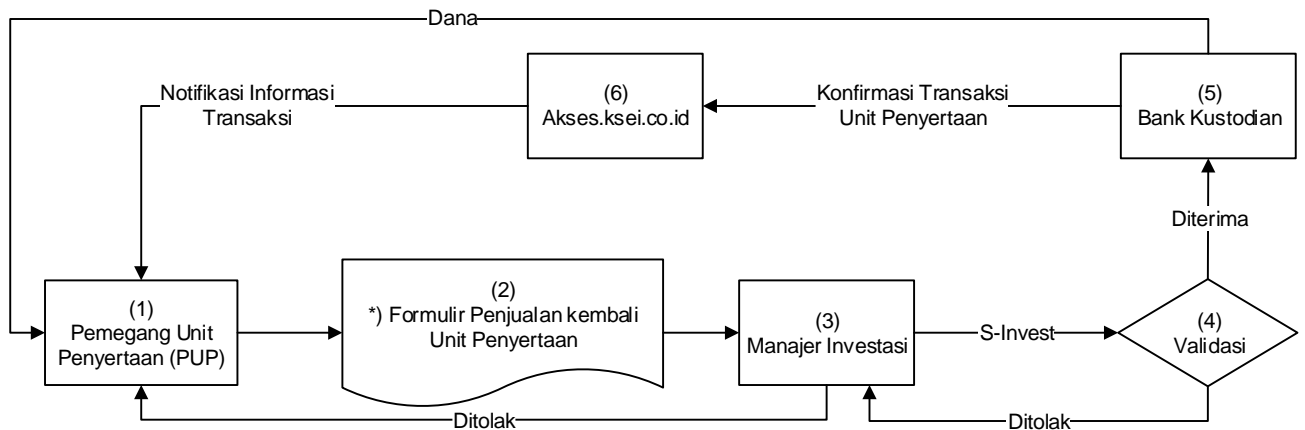 Dana
Notifikasi Informasi
Transaksi
(6)
Akses.ksei.co.id
Konfirmasi Transaksi
Unit Penyertaan
(5)
Bank Kustodian
Diterima
(1)
Pemegang Unit
Penyertaan (PUP)
(2)
*) Formulir Penjualan kembali
Unit Penyertaan
(3)
Manajer Investasi
S-Invest
(4)
Validasi
Ditolak
Ditolak